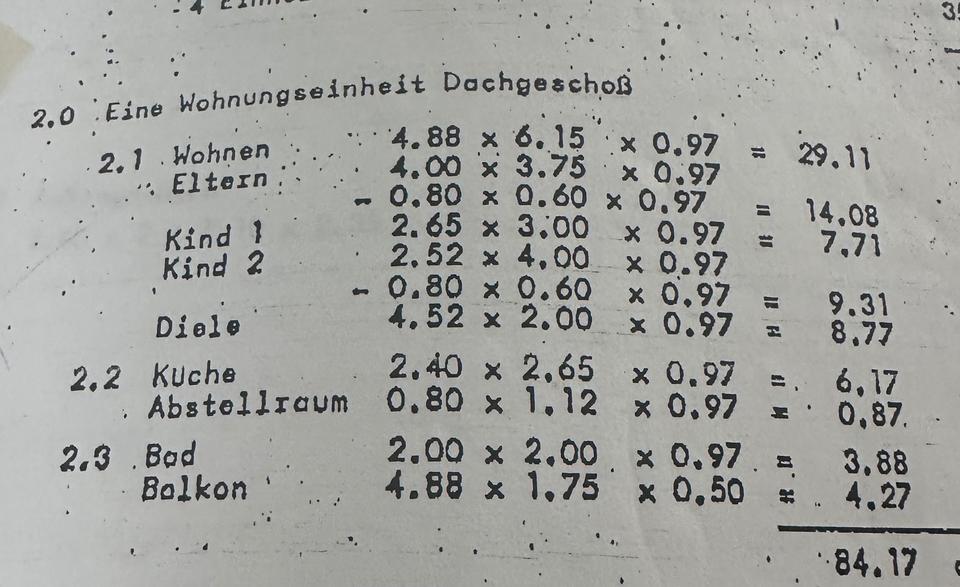 2.0 Eine Wohnungseinheit Dachgeschoß
2.1 Wohnen 4.88 x 6.15 x 0.97 = 29.11
Eltern 4.00 x 3.75 x 0.97
- 0.80 x 0.60 x 0.97 = 14.08
Kind 1 2.65 x 3.00 x 0.97 = 7.71
Kind 2 2.52 x 4.00 x 0.97
- 0.80 x 0.60 x 0.97 = 9.31
Diele 4.52 x 2.00 x 0.97 = 8.77
2.2 Kuche 2.40 x 2.65 x 0.97 = 6.17
Abstellraum 0.80 x 1.12 x 0.97 = 0.87
2.3 Bad 2.00 x 2.00 x 0.97 = 3.88
Balkon 4.88 x 1.75 x 0.50 = 4.27
84.17